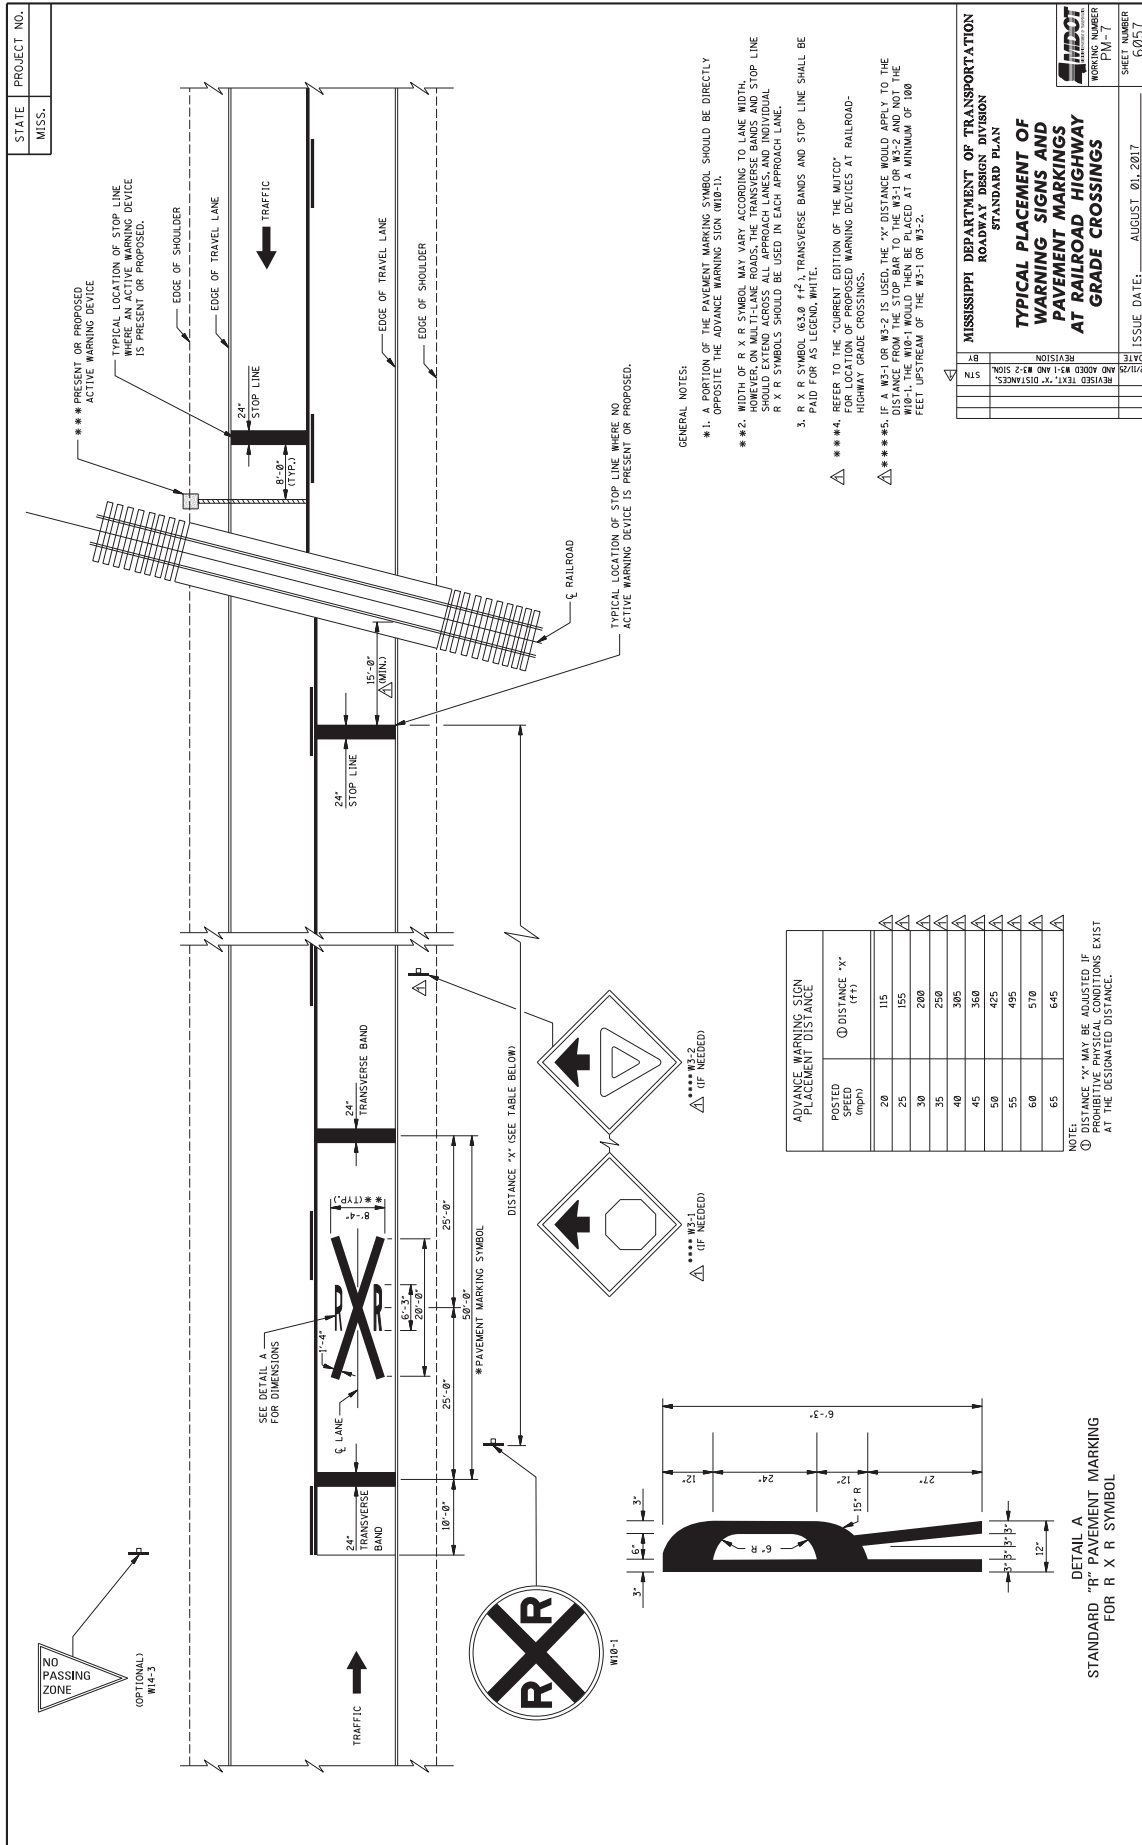 STATE PROJECT NO.
MISS.
* * * PRESENT OR PROPOSED
ACTIVE WARNING DEVICE
TYPICAL LOCATION OF STOP LINE
WHERE AN ACTIVE WARNING DEVICE
IS PRESENT OR PROPOSED.
EDGE OF SHOULDER
EDGE OF TRAVEL LANE
TRAFFIC
24"
STOP LINE
8'-0"
(TYP.)
EDGE OF TRAVEL LANE
EDGE OF SHOULDER
℄ RAILROAD
15'-0"
(MIN.)
1
TYPICAL LOCATION OF STOP LINE WHERE NO
ACTIVE WARNING DEVICE IS PRESENT OR PROPOSED.
24"
STOP LINE
NO
PASSING
ZONE
(OPTIONAL)
W14-3
TRAFFIC
SEE DETAIL A
FOR DIMENSIONS
℄ LANE
1'-4"
R R
8'-4"
(TYP.) * *
24"
TRANSVERSE
BAND
24"
TRANSVERSE BAND
6'-3"
20'-0"
10'-0"
25'-0"
25'-0"
50'-0"
*PAVEMENT MARKING SYMBOL
DISTANCE "X" (SEE TABLE BELOW)
1
R R
W10-1
**** W3-1
1 (IF NEEDED)
**** W3-2
1 (IF NEEDED)
3" 6" 3"
12"
24"
12"
27"
6'-3"
6" R
15" R
3" 3" 3" 3"
12"
DETAIL A
STANDARD "R" PAVEMENT MARKING
FOR R X R SYMBOL
ADVANCE WARNING SIGN
PLACEMENT DISTANCE
POSTED
SPEED
(mph)
① DISTANCE "X"
(ft)
20 115 1
25 155 1
30 200 1
35 250 1
40 305 1
45 360 1
50 425 1
55 495 1
60 570 1
65 645 1
NOTE:
① DISTANCE "X" MAY BE ADJUSTED IF
PROHIBITIVE PHYSICAL CONDITIONS EXIST
AT THE DESIGNATED DISTANCE.
GENERAL NOTES:
* 1. A PORTION OF THE PAVEMENT MARKING SYMBOL SHOULD BE DIRECTLY
OPPOSITE THE ADVANCE WARNING SIGN (W10-1).
* * 2. WIDTH OF R X R SYMBOL MAY VARY ACCORDING TO LANE WIDTH.
HOWEVER, ON MULTI-LANE ROADS, THE TRANSVERSE BANDS AND STOP LINE
SHOULD EXTEND ACROSS ALL APPROACH LANES, AND INDIVIDUAL
R X R SYMBOLS SHOULD BE USED IN EACH APPROACH LANE.
3. R X R SYMBOL (63.0 ft²), TRANSVERSE BANDS AND STOP LINE SHALL BE
PAID FOR AS LEGEND, WHITE.
1 * * *4. REFER TO THE "CURRENT EDITION OF THE MUTCD"
FOR LOCATION OF PROPOSED WARNING DEVICES AT RAILROAD-
HIGHWAY GRADE CROSSINGS.
1 * * * *5. IF A W3-1 OR W3-2 IS USED, THE "X" DISTANCE WOULD APPLY TO THE
DISTANCE FROM THE STOP BAR TO THE W3-1 OR W3-2 AND NOT THE
W10-1. THE W10-1 WOULD THEN BE PLACED AT A MINIMUM OF 100
FEET UPSTREAM OF THE W3-1 OR W3-2.
1
BY
STN
REVISION
REVISED TEXT, "X" DISTANCES,
AND ADDED W3-1 AND W3-2 SIGN.
DATE
MISSISSIPPI DEPARTMENT OF TRANSPORTATION
ROADWAY DESIGN DIVISION
STANDARD PLAN
TYPICAL PLACEMENT OF
WARNING SIGNS AND
PAVEMENT MARKINGS
AT RAILROAD HIGHWAY
GRADE CROSSINGS
MDOT
WORKING NUMBER
PM-7
SHEET NUMBER
6057
ISSUE DATE: AUGUST 01, 2017